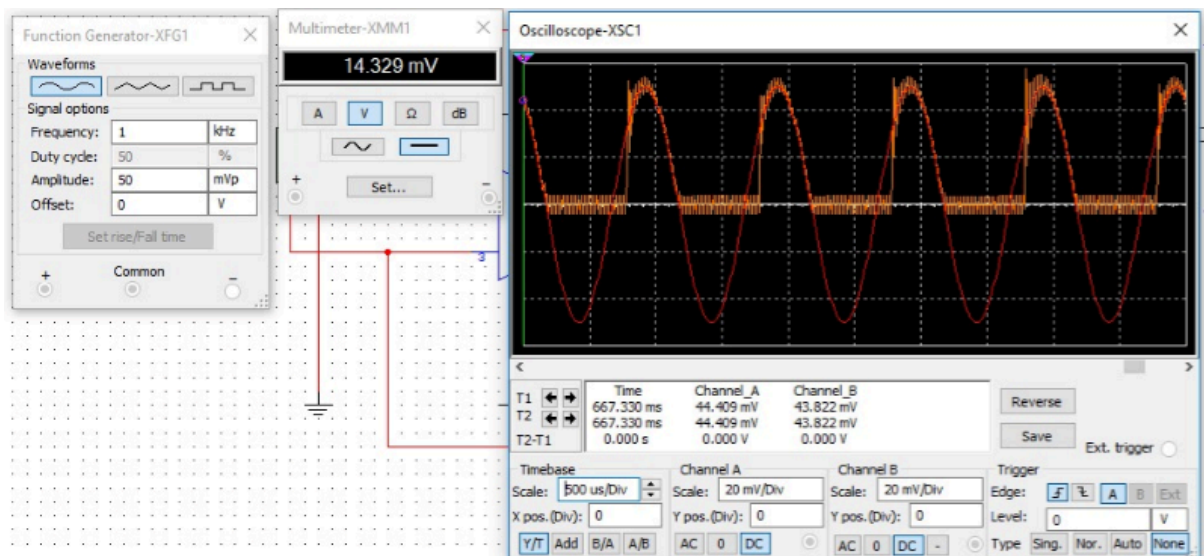 Function Generator-XFG1
Waveforms
Signal options
Frequency: 1 kHz
Duty cycle: 50 %
Amplitude: 50 mVp
Offset: 0 V
Set rise/Fall time
+ Common -
Multimeter-XMM1
14.329 mV
A V Ω dB
+ Set... -
3
Oscilloscope-XSC1
Time Channel_A Channel_B
T1 667.330 ms 44.409 mV 43.822 mV
T2 667.330 ms 44.409 mV 43.822 mV
T2-T1 0.000 s 0.000 V 0.000 V
Reverse
Save
Ext. trigger
Timebase Channel A Channel B Trigger
Scale: 500 us/Div Scale: 20 mV/Div Scale: 20 mV/Div Edge: A B Ext
X pos.(Div): 0 Y pos.(Div): 0 Y pos.(Div): 0 Level: 0 V
Y/T Add B/A A/B AC 0 DC AC 0 DC - Type Sing. Nor. Auto None